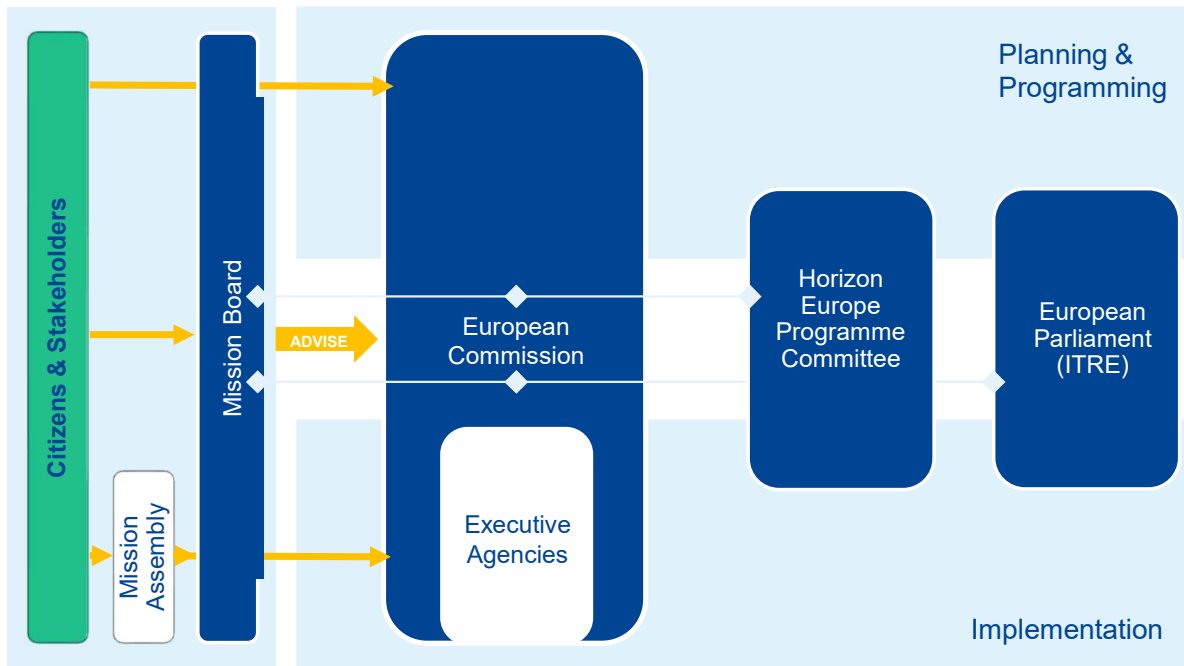 Citizens & Stakeholders
Mission
Assembly
Mission Board
ADVISE
European
Commission
Executive
Agencies
Planning &
Programming
Horizon
Europe
Programme
Committee
European
Parliament
(ITRE)
Implementation